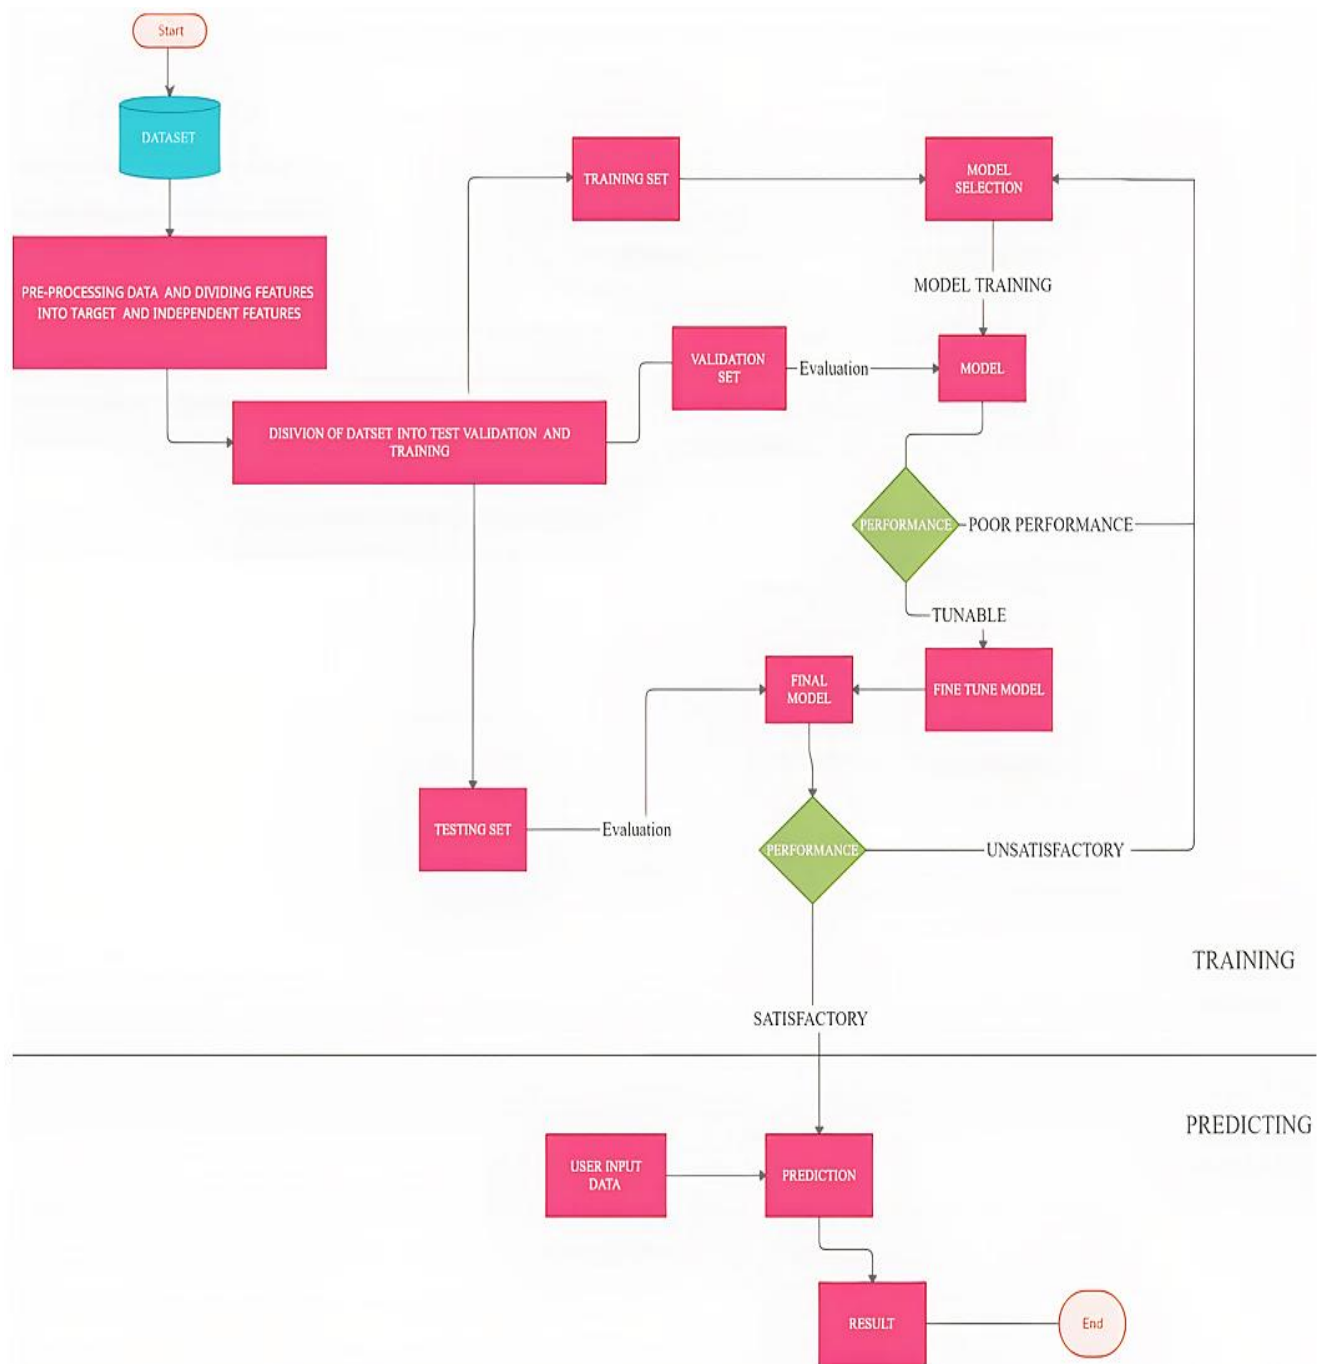 Start
DATASET
PRE-PROCESSING DATA AND DIVIDING FEATURES
INTO TARGET AND INDEPENDENT FEATURES
DISIVION OF DATSET INTO TEST VALIDATION AND
TRAINING
TRAINING SET
MODEL
SELECTION
MODEL TRAINING
VALIDATION
SET
Evaluation
MODEL
PERFORMANCE
POOR PERFORMANCE
TUNABLE
FINE TUNE MODEL
FINAL
MODEL
TESTING SET
Evaluation
PERFORMANCE
UNSATISFACTORY
TRAINING
SATISFACTORY
PREDICTING
USER INPUT
DATA
PREDICTION
RESULT
End